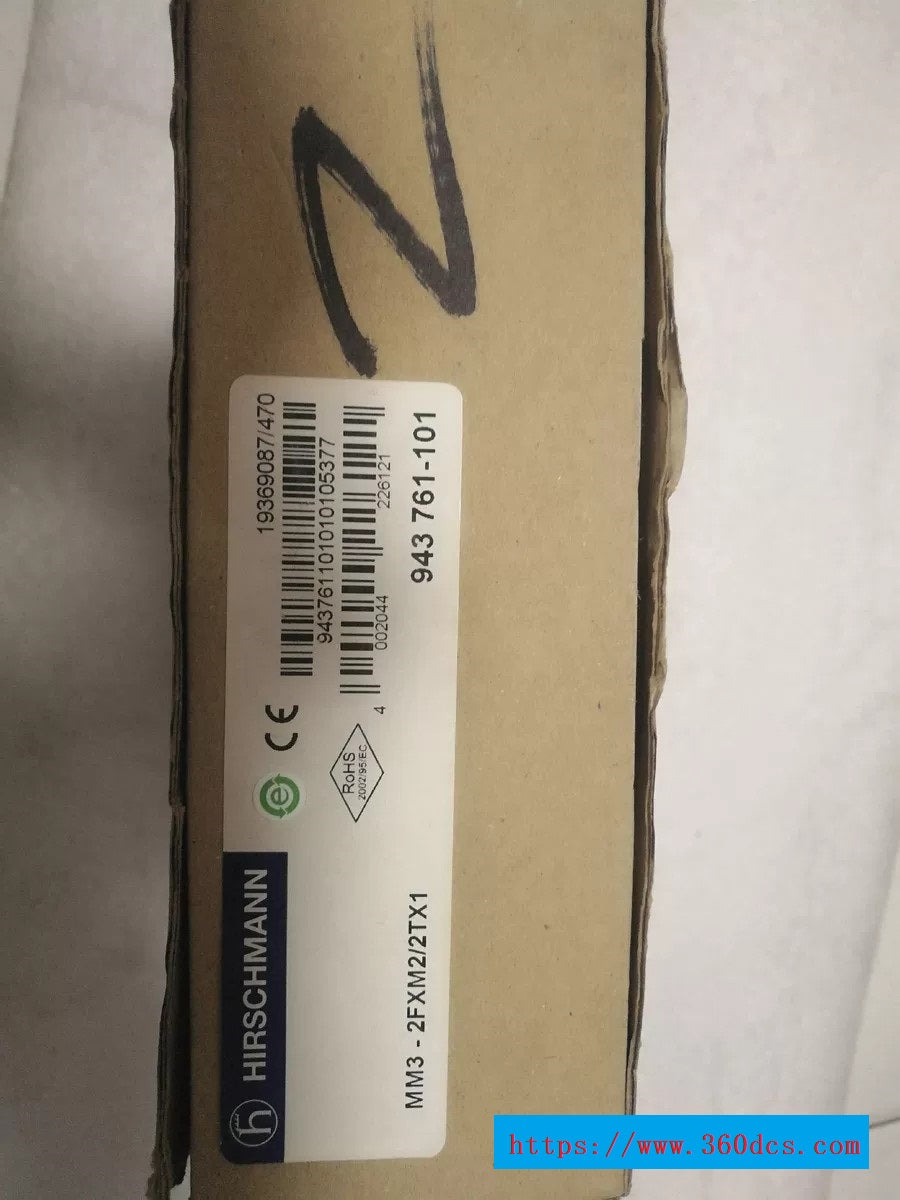 N
HIRSCHMANN
MM3 - 2FXM2/2TX1
e
CE
RoHS
2002/95/EC
19369087/470
943761101010105377
4 002044 226121
943 761-101
https://www.360dcs.com